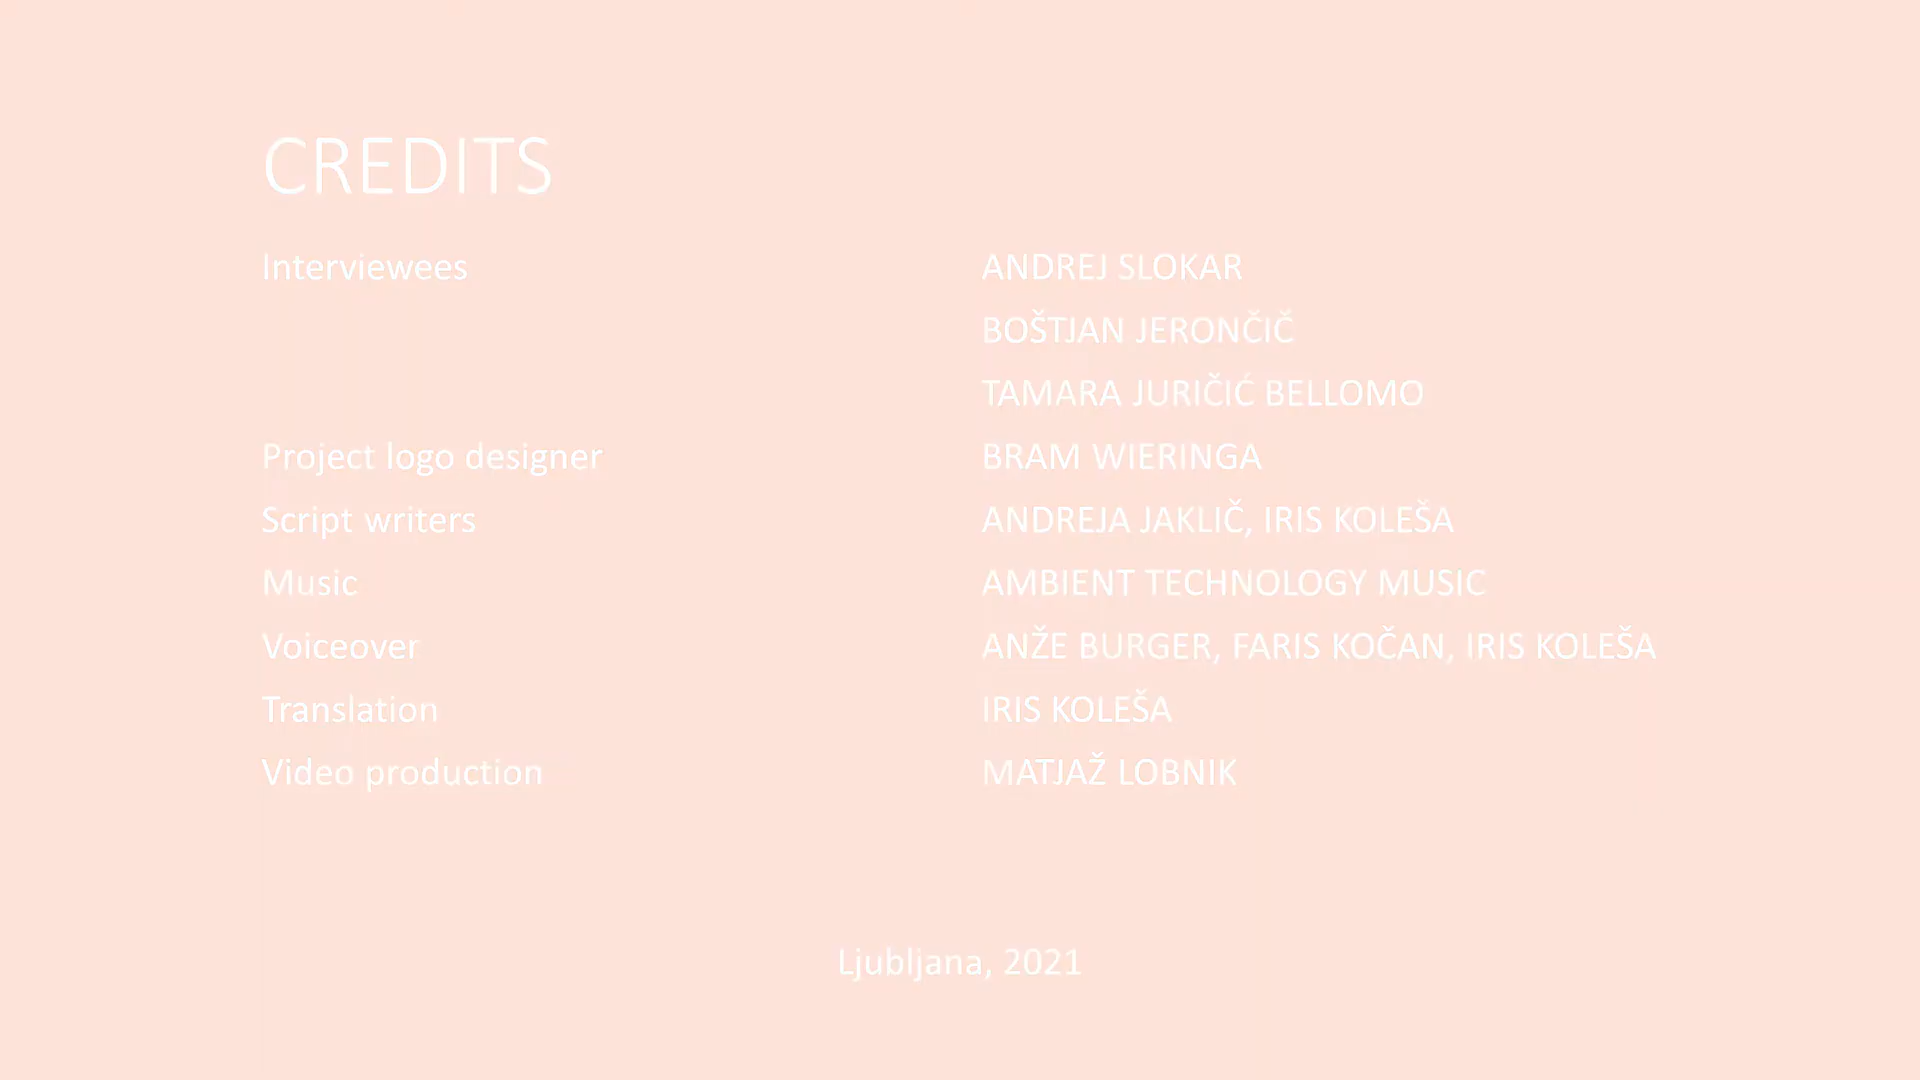 CREDITS
Interviewees ANDREJ SLOKAR
BOŠTJAN JERONČIČ
TAMARA JURIČIĆ BELLOMO
Project logo designer BRAM WIERINGA
Script writers ANDREJA JAKLIČ, IRIS KOLEŠA
Music AMBIENT TECHNOLOGY MUSIC
Voiceover ANŽE BURGER, FARIS KOČAN, IRIS KOLEŠA
Translation IRIS KOLEŠA
Video production MATJAŽ LOBNIK
Ljubljana, 2021